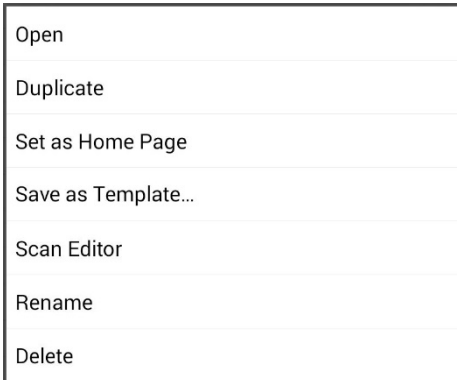 Open
Duplicate
Set as Home Page
Save as Template...
Scan Editor
Rename
Delete